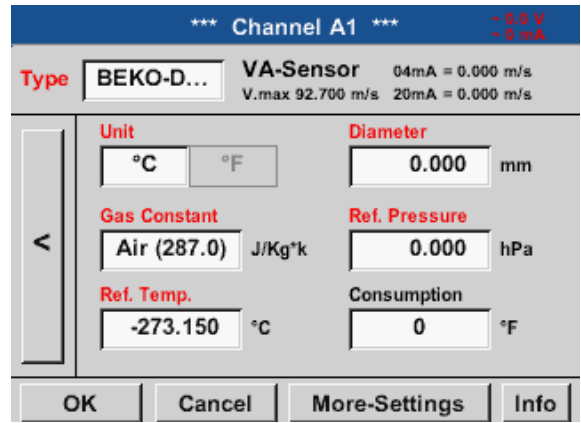 *** Channel A1 ***
~ 0.0 V
~ 0 mA
Type BEKO-D... VA-Sensor 04mA = 0.000 m/s
V.max 92.700 m/s 20mA = 0.000 m/s
Unit Diameter
°C °F 0.000 mm
Gas Constant Ref. Pressure
< Air (287.0) J/Kg*k 0.000 hPa
Ref. Temp. Consumption
-273.150 °C 0 °F
OK Cancel More-Settings Info